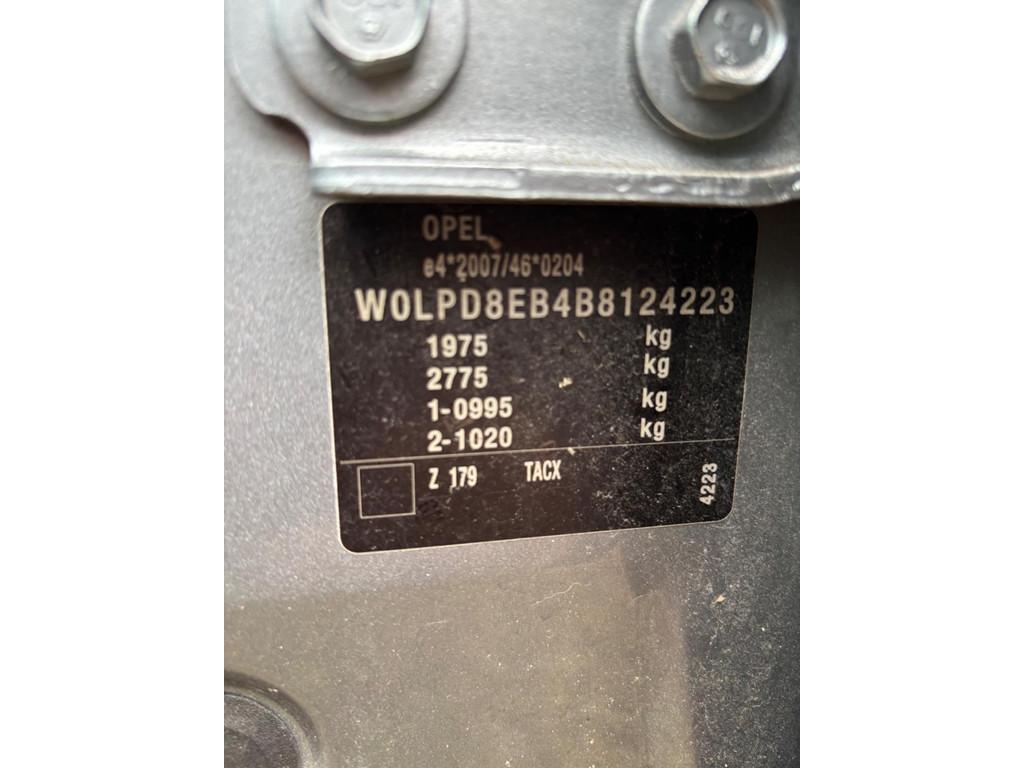 OPEL
e4*2007/46*0204
W0LPD8EB4B8124223
1975 kg
2775 kg
1-0995 kg
2-1020 kg
Z 179 TACX
4223